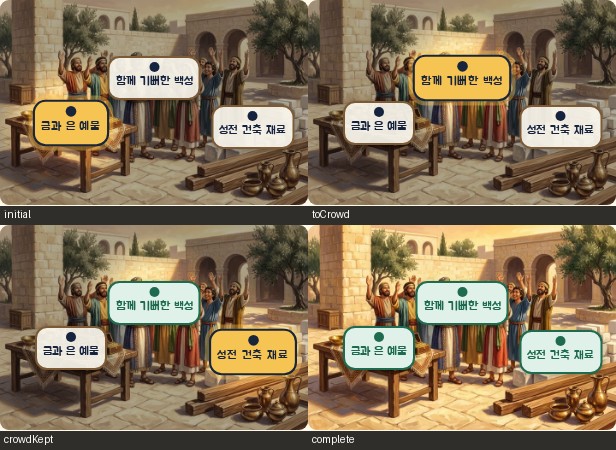 함께 기뻐한 백성
금과 은 예물
성전 건축 재료
initial
함께 기뻐한 백성
금과 은 예물
성전 건축 재료
toCrowd
함께 기뻐한 백성
금과 은 예물
성전 건축 재료
crowdKept
함께 기뻐한 백성
금과 은 예물
성전 건축 재료
complete